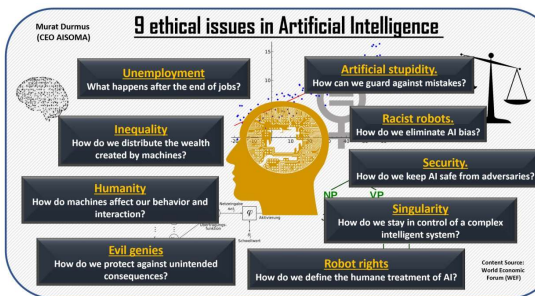 Murat Durmus
(CEO AISOMA)
9 ethical issues in Artificial Intelligence
Unemployment
What happens after the end of jobs?
Inequality
How do we distribute the wealth
created by machines?
Humanity
How do machines affect our behavior and
interaction?
Evil genies
How do we protect against unintended
consequences?
Artificial stupidity.
How can we guard against mistakes?
Racist robots.
How do we eliminate AI bias?
Security.
How do we keep AI safe from adversaries?
NP
VP
Singularity
How do we stay in control of a complex
intelligent system?
Robot rights
How do we define the humane treatment of AI?
15
10
φ
Aktivierung
Schwellwert
Content Source:
World Economic
Forum (WEF)